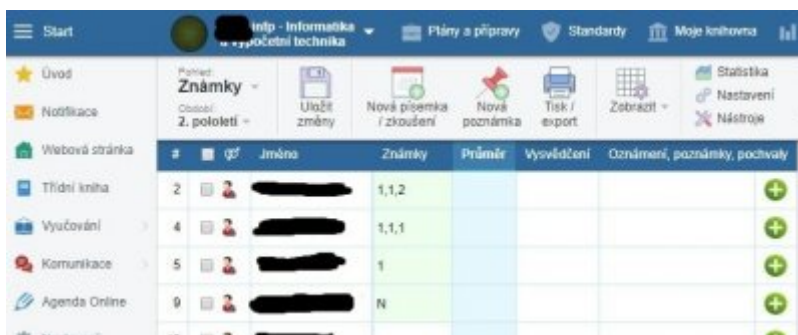 Start
intp - Informatika
a výpočetní technika
Plány a přípravy
Standardy
Moje knihovna
Úvod
Notifikace
Webová stránka
Třídní kniha
Vyučování
Komunikace
Agenda Online
Pohled:
Známky
Období:
2. pololetí
Uložit
změny
Nová písemka
/ zkoušení
Nová
poznámka
Tisk /
export
Zobrazit
Statistika
Nastavení
Nástroje
# Jméno Známky Průměr Vysvědčení Oznámení, poznámky, pochvaly
2 1,1,2
4 1,1,1
5 1
9 N